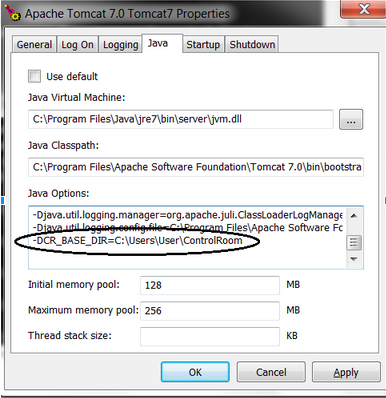 Apache Tomcat 7.0 Tomcat7 Properties
General Log On Logging Java Startup Shutdown
Use default
Java Virtual Machine:
C:\Program Files\Java\jre7\bin\server\jvm.dll
...
Java Classpath:
C:\Program Files\Apache Software Foundation\Tomcat 7.0\bin\bootstra
Java Options:
-Djava.util.logging.manager=org.apache.juli.ClassLoaderLogManage
-Djava.util.logging.config.file=C:\Program Files\Apache Software Fo
-DCR_BASE_DIR=C:\Users\User\ControlRoom
Initial memory pool: 128 MB
Maximum memory pool: 256 MB
Thread stack size: KB
OK Cancel Apply